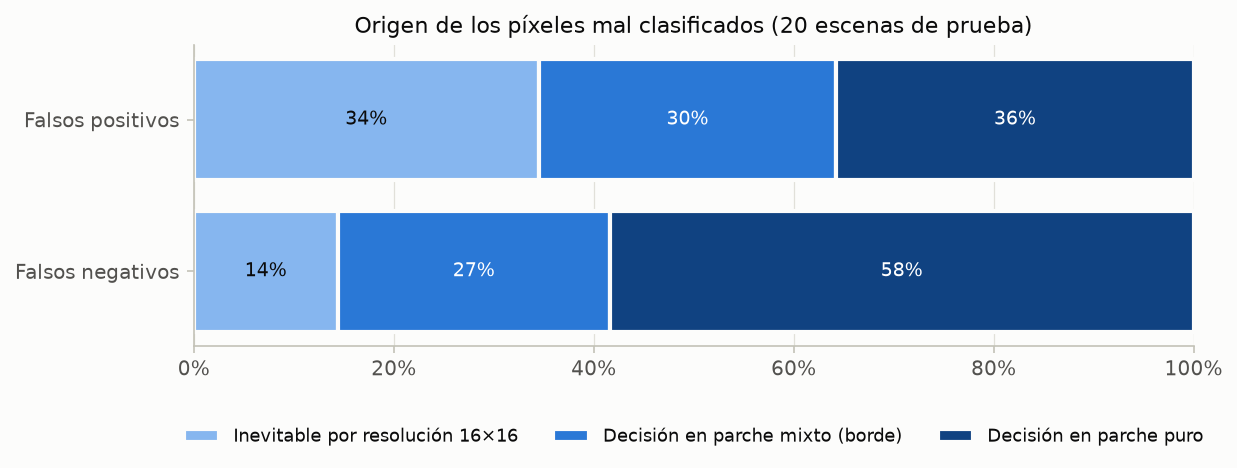 Origen de los píxeles mal clasificados (20 escenas de prueba)
Falsos positivos
34%
30%
36%
Falsos negativos
14%
27%
58%
0%
20%
40%
60%
80%
100%
Inevitable por resolución 16×16
Decisión en parche mixto (borde)
Decisión en parche puro